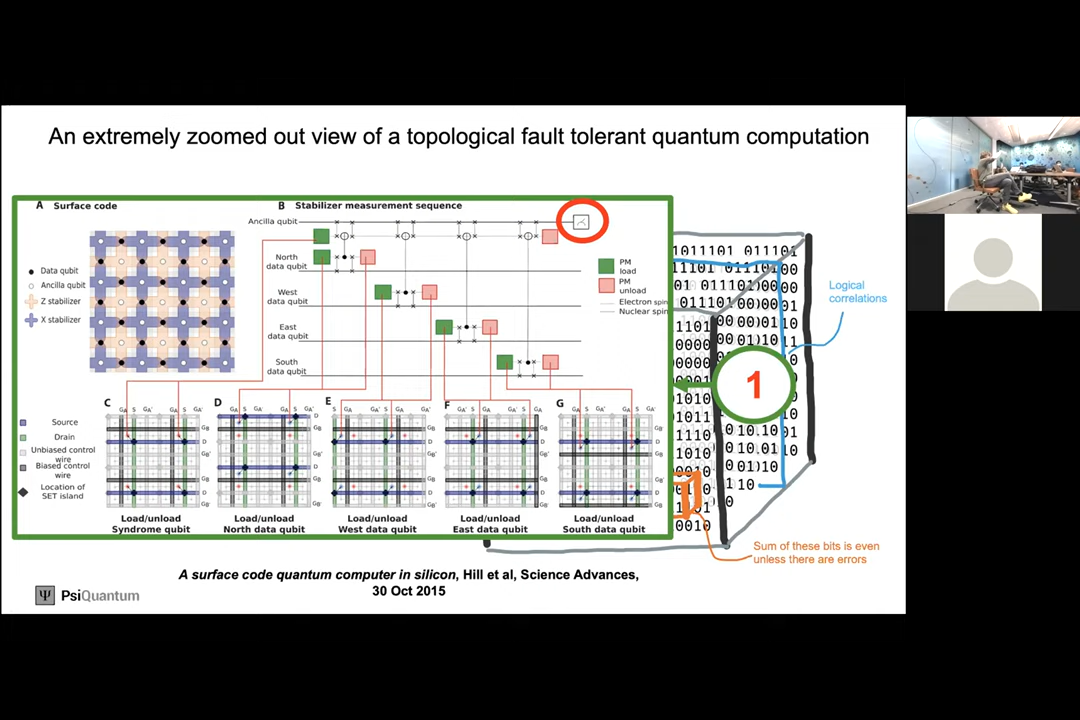 An extremely zoomed out view of a topological fault tolerant quantum computation
A Surface code
Data qubit
Ancilla qubit
Z stabilizer
X stabilizer
B Stabilizer measurement sequence
Ancilla qubit
North
data qubit
West
data qubit
East
data qubit
South
data qubit
PM
load
PM
unload
Electron spin
Nuclear spin
Source
Drain
Unbiased control
wire
Biased control
wire
Location of
SET island
C
D
E
F
G
Load/unload
Syndrome qubit
Load/unload
North data qubit
Load/unload
West data qubit
Load/unload
East data qubit
Load/unload
South data qubit
Logical
correlations
1
Sum of these bits is even
unless there are errors
A surface code quantum computer in silicon, Hill et al, Science Advances,
30 Oct 2015
Ψ PsiQuantum